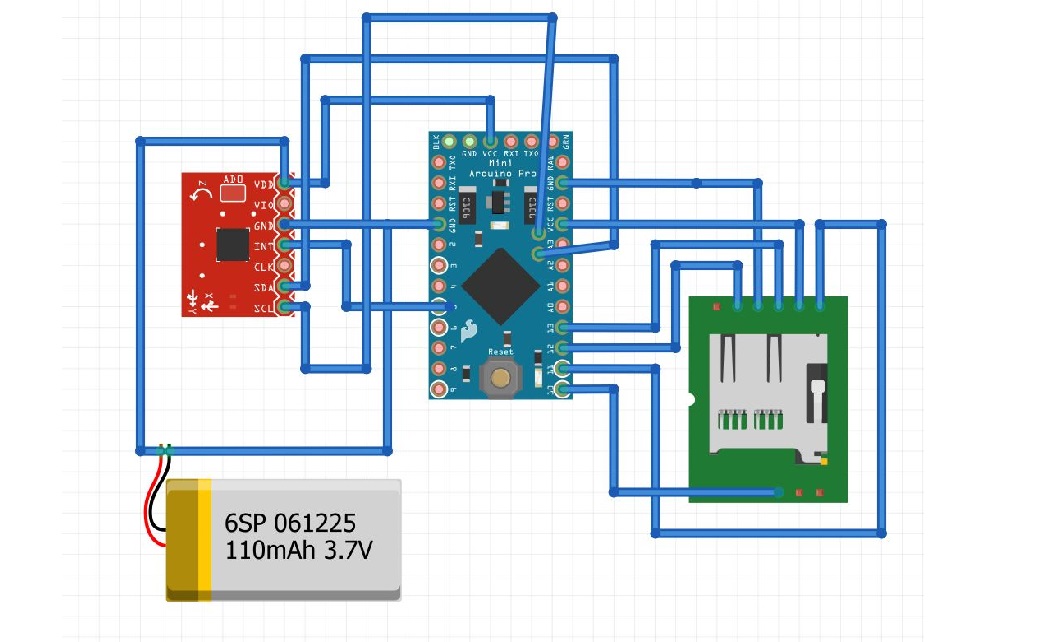 BLK GND VCC RXI TXO GRN
Mini
Arduino Pro
TXO
RXI
RST
GND
2
3
4
6
7
8
9
RAW
GND
RST
VCC
A3
A2
A1
A0
13
12
11
10
Reset
AD0
Z
VDD
VIO
GND
INT
CLK
SDA
SCL
X
Y
6SP 061225
110mAh 3.7V